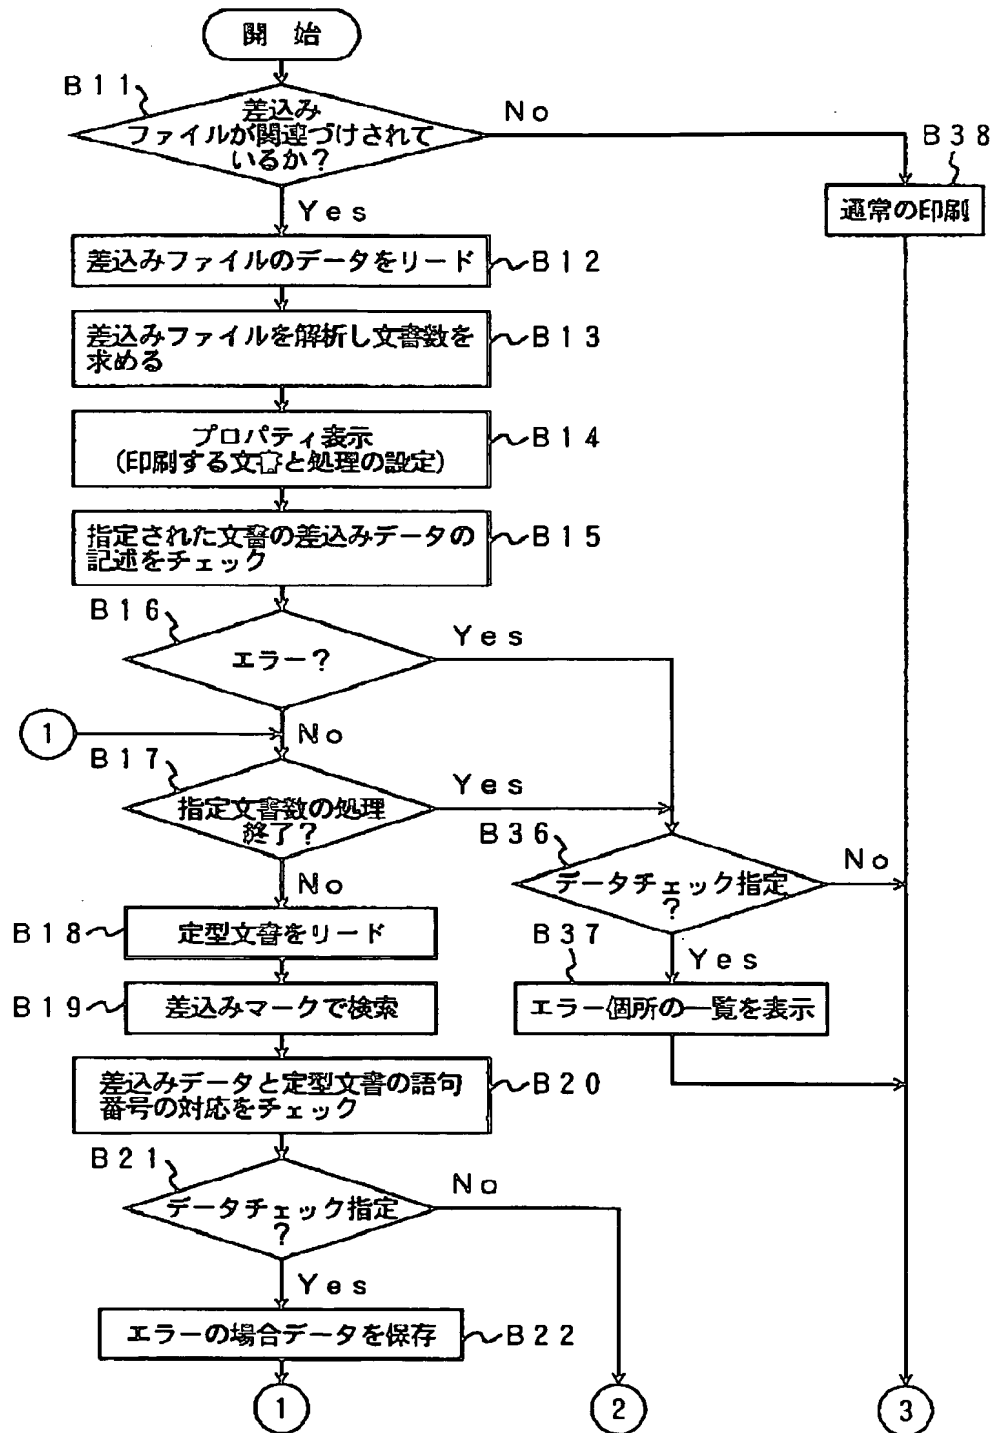 開 始
B11
差込み
ファイルが関連づけされて
いるか?
No
B38
通常の印刷
Yes
差込みファイルのデータをリード
B12
差込みファイルを解析し文書数を
求める
B13
プロパティ表示
(印刷する文書と処理の設定)
B14
指定された文書の差込みデータの
記述をチェック
B15
B16
エラー?
Yes
No
1
B17
指定文書数の処理
終了?
Yes
No
B36
データチェック指定
?
No
Yes
B18
定型文書をリード
B37
エラー個所の一覧を表示
B19
差込みマークで検索
差込みデータと定型文書の語句
番号の対応をチェック
B20
B21
データチェック指定
?
No
Yes
エラーの場合データを保存
B22
1
2
3